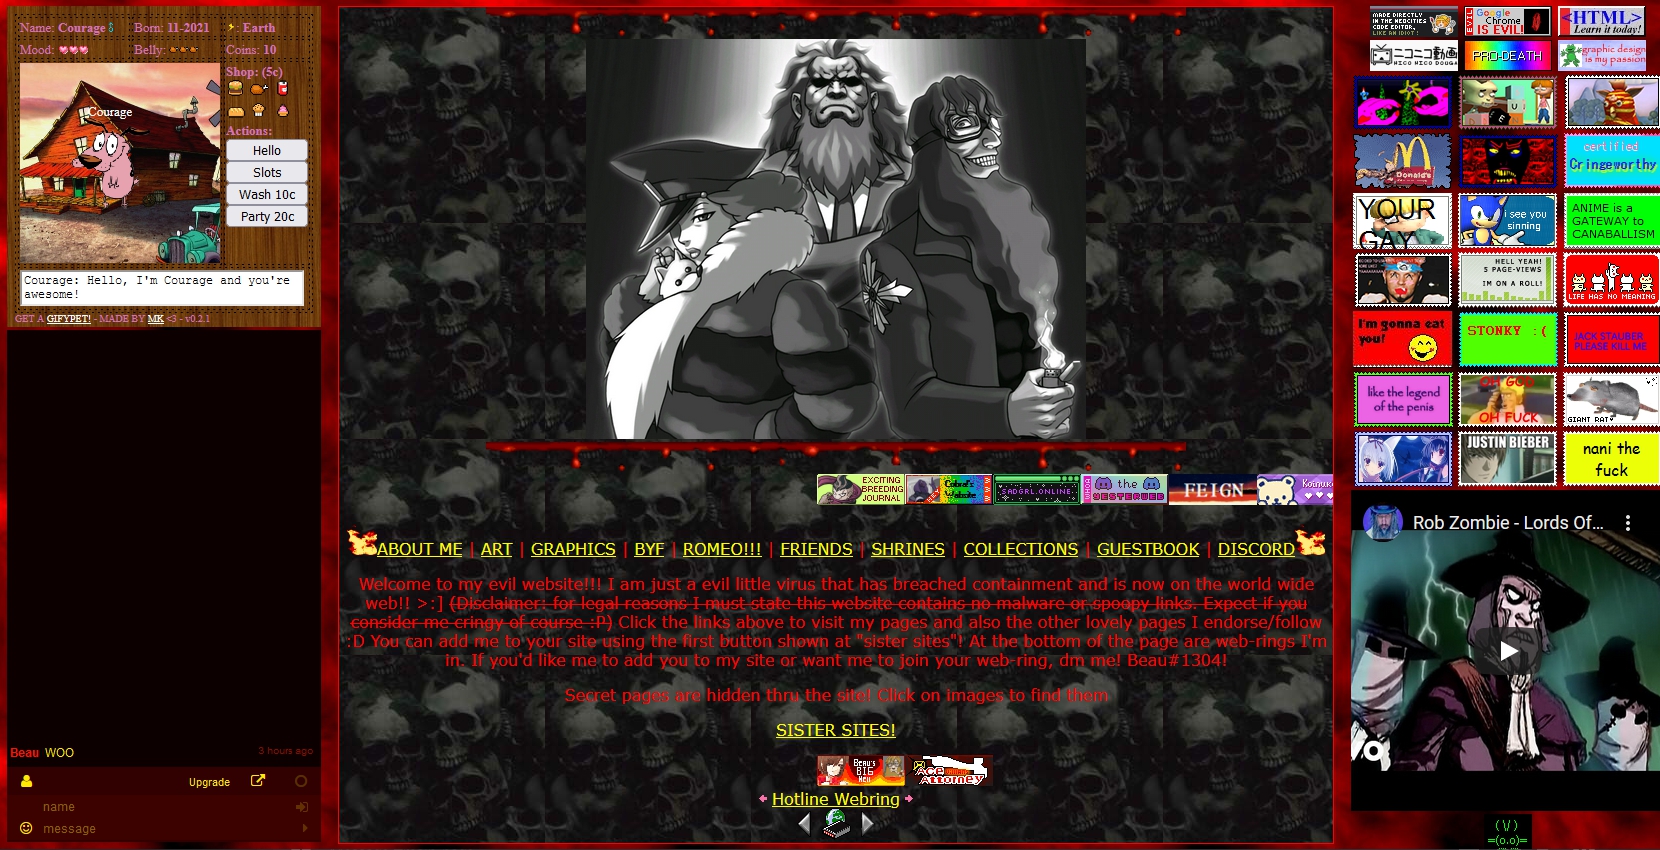 Name: Courage
Born: 11-2021
: Earth
Mood:
Belly:
Coins: 10
Courage
Shop: (5c)
Actions:
Hello
Slots
Wash 10c
Party 20c
Courage: Hello, I'm Courage and you're
awesome!
GET A GIFYPET! - MADE BY MK <3 - v0.2.1
Beau WOO
3 hours ago
Upgrade
name
message
EXCITING
BREEDING
JOURNAL
Cobral's
Website
WWW
SADGRL.ONLINE
WHOA
the
YESTERWEB
FEIGN
ABOUT ME | ART | GRAPHICS | BYF | ROMEO!!! | FRIENDS | SHRINES | COLLECTIONS | GUESTBOOK | DISCORD
Welcome to my evil website!!! I am just a evil little virus that has breached containment and is now on the world wide
web!! >:] (Disclaimer: for legal reasons I must state this website contains no malware or spoopy links. Expect if you
consider me cringy of course :P) Click the links above to visit my pages and also the other lovely pages I endorse/follow
:D You can add me to your site using the first button shown at "sister sites"! At the bottom of the page are web-rings I'm
in. If you'd like me to add you to my site or want me to join your web-ring, dm me! Beau#1304!
Secret pages are hidden thru the site! Click on images to find them
SISTER SITES!
BEAU'S
BIG
HELL
Ace
Attorney
Hotline Webring
MADE DIRECTLY
IN THE NEOCITIES
CODE EDITOR.
LIKE AN IDIOT!
EVIL
Google
Chrome
IS EVIL!
<HTML>
Learn it today!
ニコニコ動画
NICO NICO DOUGA
PRO-DEATH
graphic design
is my passion
U
E
Donald's
certified
Cringeworthy
YOUR
GAY
i see you
sinning
ANIME is a
GATEWAY to
CANABALLISM
HELL YEAH!
5 PAGE-VIEWS
IM ON A ROLL!
LIFE HAS NO MEANING
I'm gonna eat
you!
STONKY :(
JACK STAUBER
PLEASE KILL ME
like the legend
of the penis
OH GOD
OH FUCK
GIANT RAT
JUSTIN BIEBER
nani the
fuck
Rob Zombie - Lords Of...
(\/)
=(o.o)=